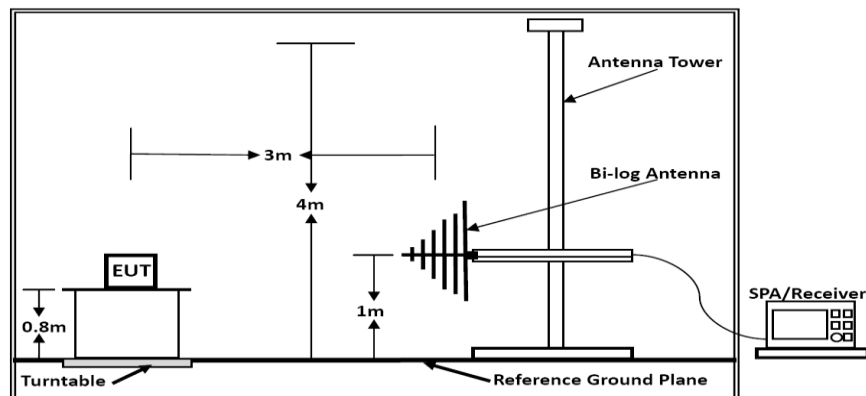 Antenna Tower
3m
Bi-log Antenna
4m
EUT
SPA/Receiver
0.8m
1m
Turntable
Reference Ground Plane